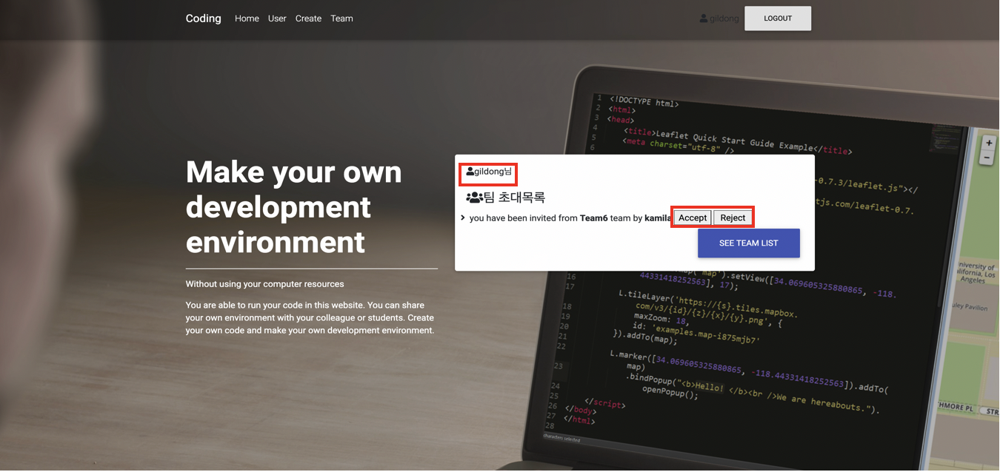 Coding Home User Create Team gildong LOGOUT
Make your own
development
environment
Without using your computer resources
You are able to run your code in this website. You can share
your own environment with your colleague or students. Create
your own code and make your own development environment.
gildong님
팀 초대목록
you have been invited from Team6 team by kamila Accept Reject
SEE TEAM LIST
1 <!DOCTYPE html>
2 <html>
3 <head>
4 <title>Leaflet Quick Start Guide Example</title>
5 <meta charset="utf-8" />
6
-0.7.3/leaflet.js"></
tjs.com/leaflet-0.7.
16 map('map').setView([34.069605325880865, -118.
17 44331418252563], 17);
18 L.tileLayer('https://{s}.tiles.mapbox.
com/v3/{id}/{z}/{x}/{y}.png', {
19 maxZoom: 18,
20 id: 'examples.map-i875mjb7'
21 }).addTo(map);
22
23 L.marker([34.069605325880865, -118.44331418252563]).addTo(
map)
24 .bindPopup("<b>Hello! </b><br />We are hereabouts.").
openPopup();
25 </script>
26 </body>
27 </html>
28
characters selected
+
−
niversity of
alifornia, Los
Angeles
uley Pavilion
THMORE PL
STR